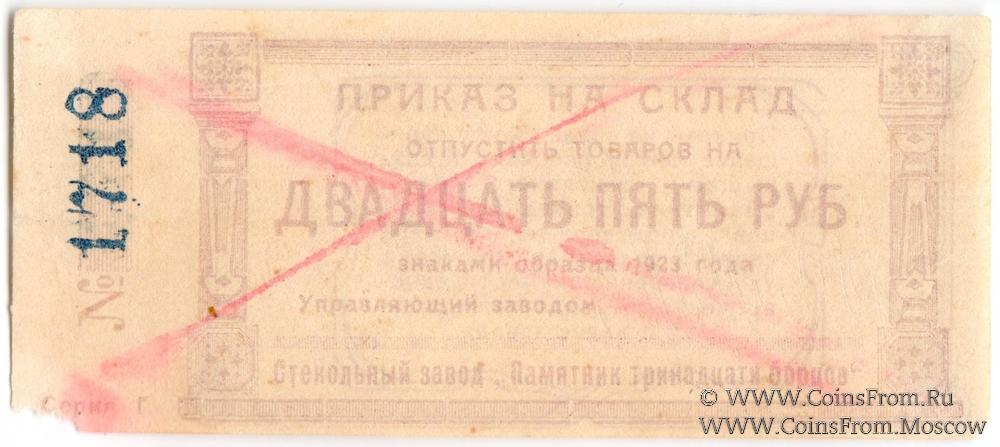 № 1718
Серия Г
ПРИКАЗ НА СКЛАД
ОТПУСТИТЬ ТОВАРОВ НА
ДВАДЦАТЬ ПЯТЬ РУБ.
знаками образца 1923 года
Управляющий заводом
Стекольный завод „Памятник тринадцати борцов“
© WWW.CoinsFrom.Ru
WWW.CoinsFrom.Moscow